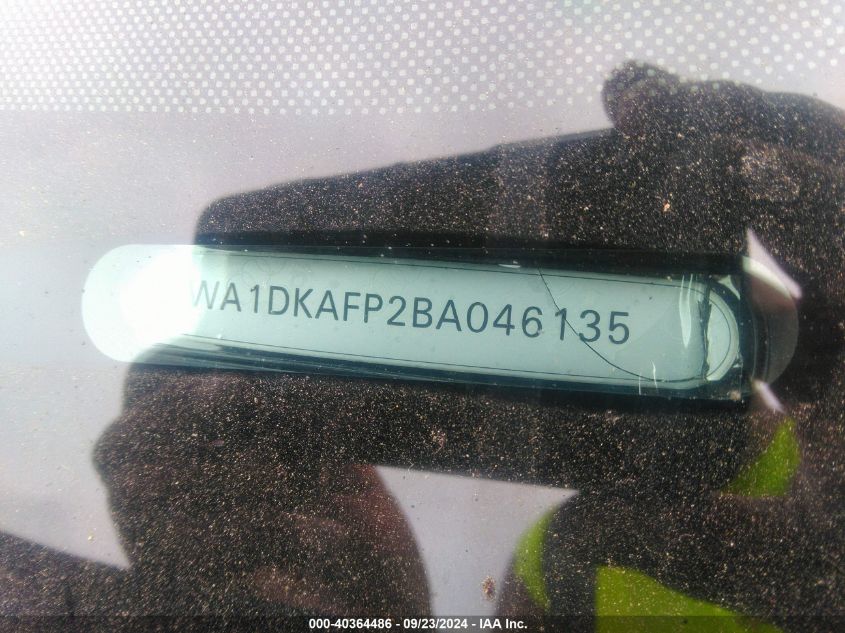 WA1DKAFP2BA046135
000-40364486 - 09/23/2024 - IAA Inc.